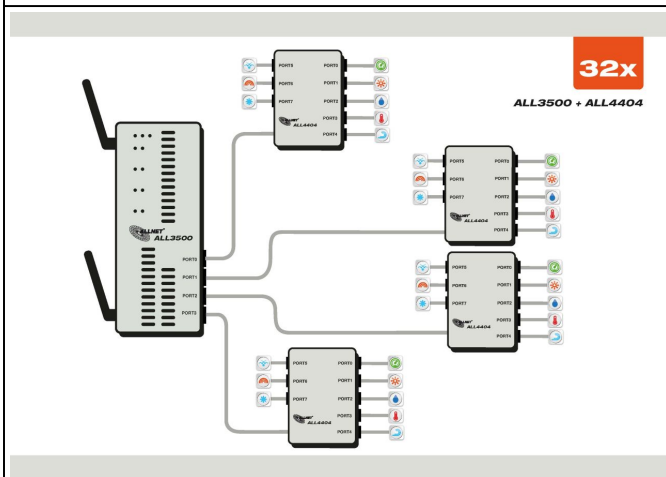 32x
ALL3500 + ALL4404
PORT5 PORT0
PORT6 PORT1
PORT7 PORT2
PORT3
ALL4404
PORT4
PORT5 PORT0
PORT6 PORT1
PORT7 PORT2
PORT3
ALL4404
PORT4
ALLNET
ALL3500
PORT0
PORT1
PORT2
PORT3
PORT5 PORT0
PORT6 PORT1
PORT7 PORT2
PORT3
ALL4404
PORT4
PORT5 PORT0
PORT6 PORT1
PORT7 PORT2
PORT3
ALL4404
PORT4